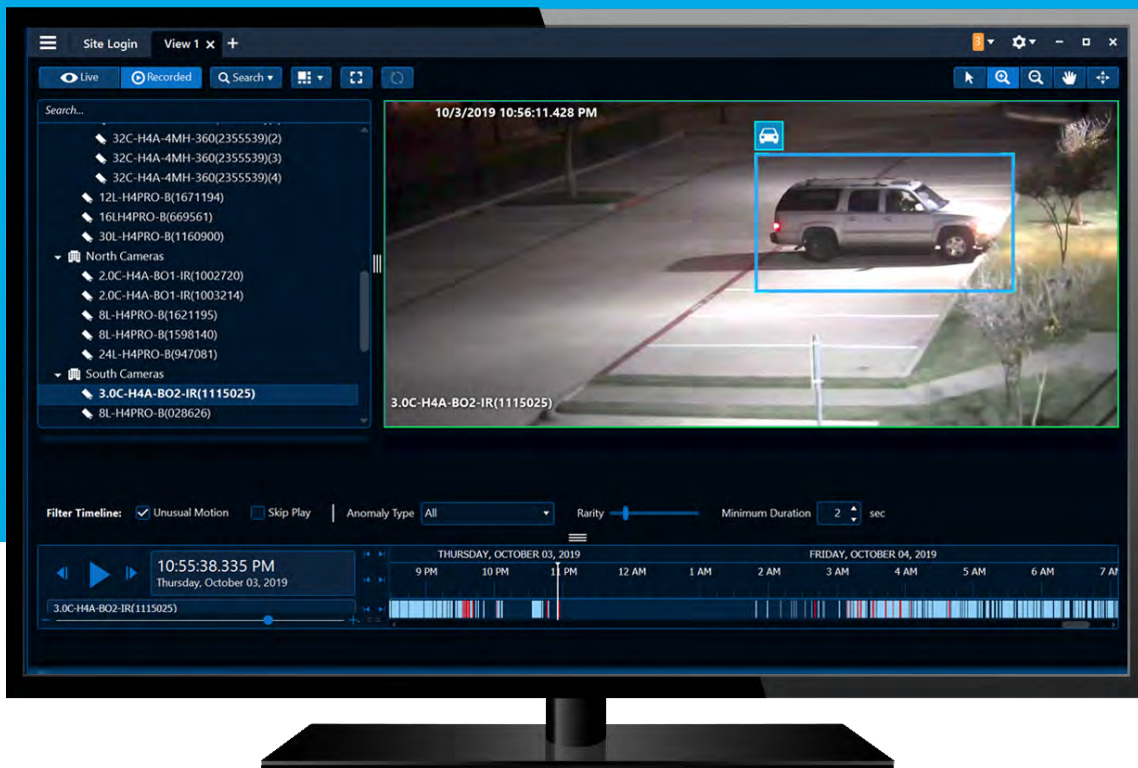 Site Login View 1 x + 3
Live Recorded Search
Search...
32C-H4A-4MH-360(2355539)(2)
32C-H4A-4MH-360(2355539)(3)
32C-H4A-4MH-360(2355539)(4)
12L-H4PRO-B(1671194)
16LH4PRO-B(669561)
30L-H4PRO-B(1160900)
North Cameras
2.0C-H4A-BO1-IR(1002720)
2.0C-H4A-BO1-IR(1003214)
8L-H4PRO-B(1621195)
8L-H4PRO-B(1598140)
24L-H4PRO-B(947081)
South Cameras
3.0C-H4A-BO2-IR(1115025)
8L-H4PRO-B(028626)
10/3/2019 10:56:11.428 PM
3.0C-H4A-BO2-IR(1115025)
Filter Timeline: Unusual Motion Skip Play Anomaly Type All Rarity Minimum Duration 2 sec
10:55:38.335 PM
Thursday, October 03, 2019
3.0C-H4A-BO2-IR(1115025)
THURSDAY, OCTOBER 03, 2019 FRIDAY, OCTOBER 04, 2019
9 PM 10 PM 11 PM 12 AM 1 AM 2 AM 3 AM 4 AM 5 AM 6 AM 7 AM